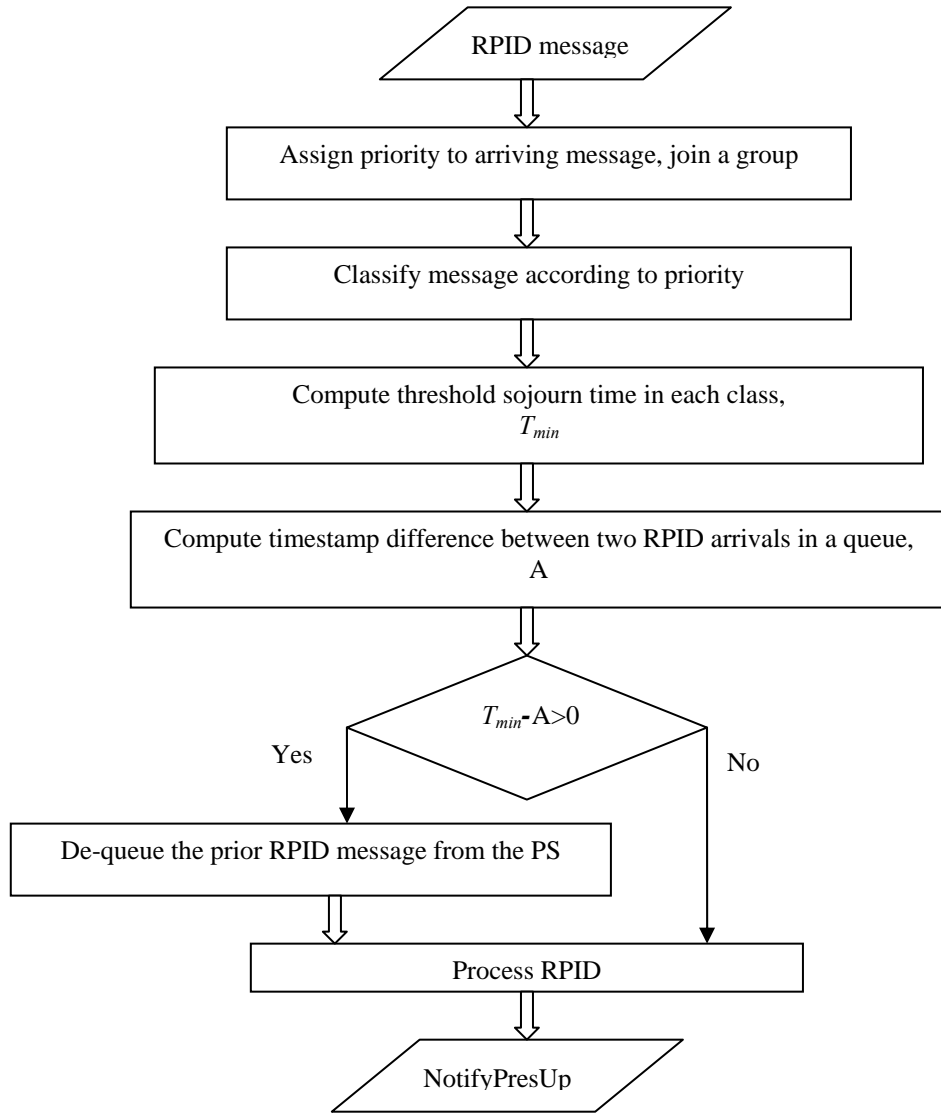 RPID message
Assign priority to arriving message, join a group
Classify message according to priority
Compute threshold sojourn time in each class,
Tmin
Compute timestamp difference between two RPID arrivals in a queue,
A
Tmin-A>0
Yes
No
De-queue the prior RPID message from the PS
Process RPID
NotifyPresUp